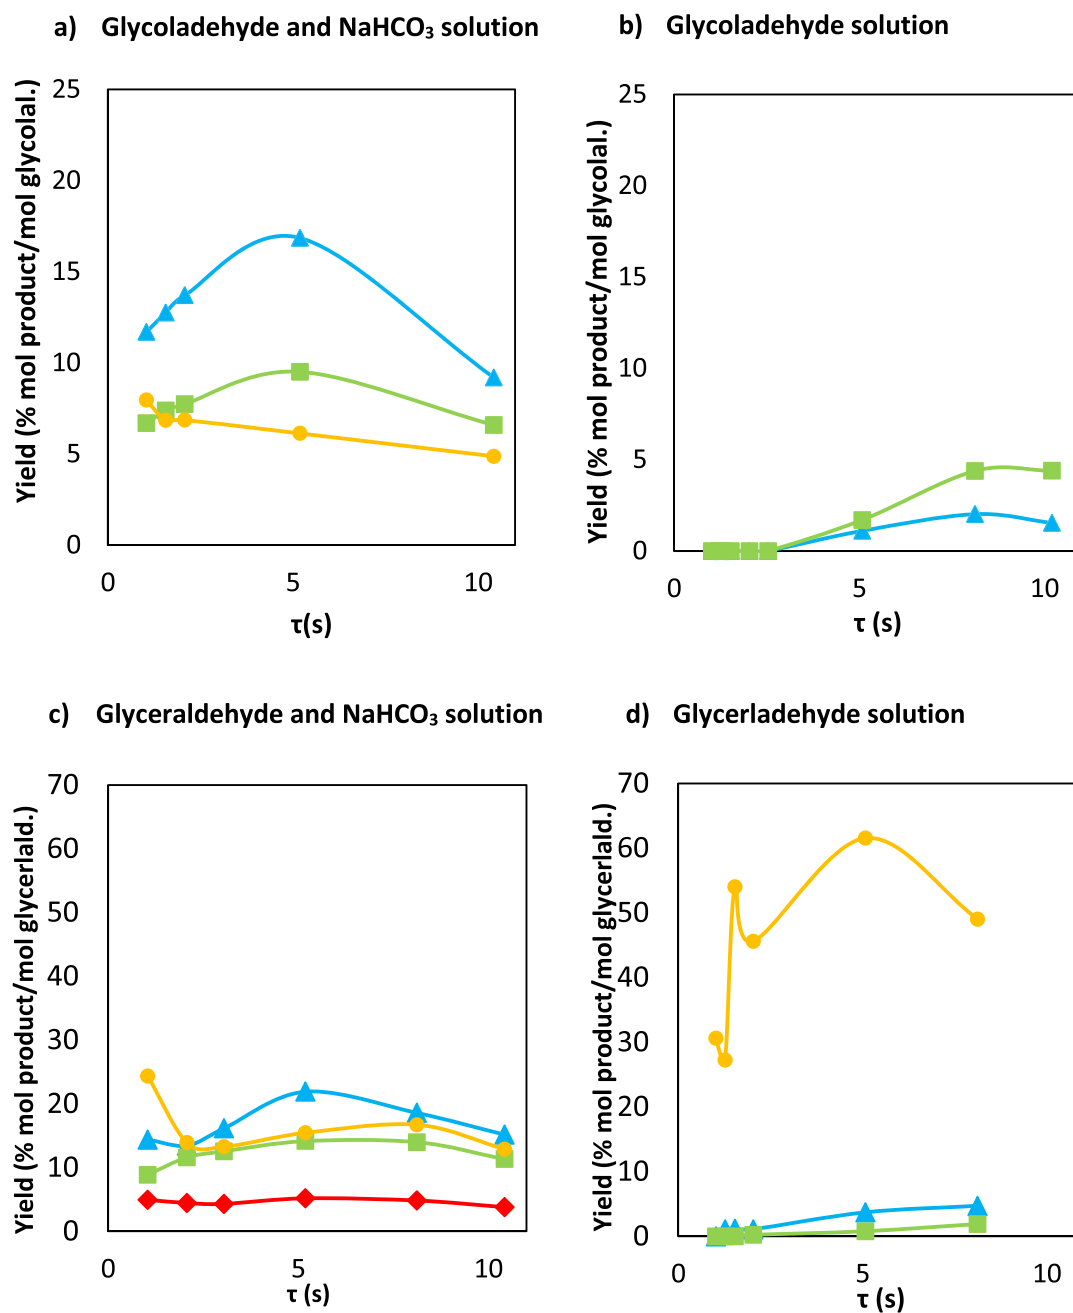 a) Glycoladehyde and NaHCO₃ solution
Yield (% mol product/mol glycolal.)
25
20
15
10
5
0
0 5 10
τ(s)
b) Glycoladehyde solution
Yield (% mol product/mol glycolal.)
25
20
15
10
5
0
0 5 10
τ (s)
c) Glyceraldehyde and NaHCO₃ solution
Yield (% mol product/mol glycerlald.)
70
60
50
40
30
20
10
0
0 5 10
τ (s)
d) Glycerladehyde solution
Yield (% mol product/mol glycerlald.)
70
60
50
40
30
20
10
0
0 5 10
τ (s)